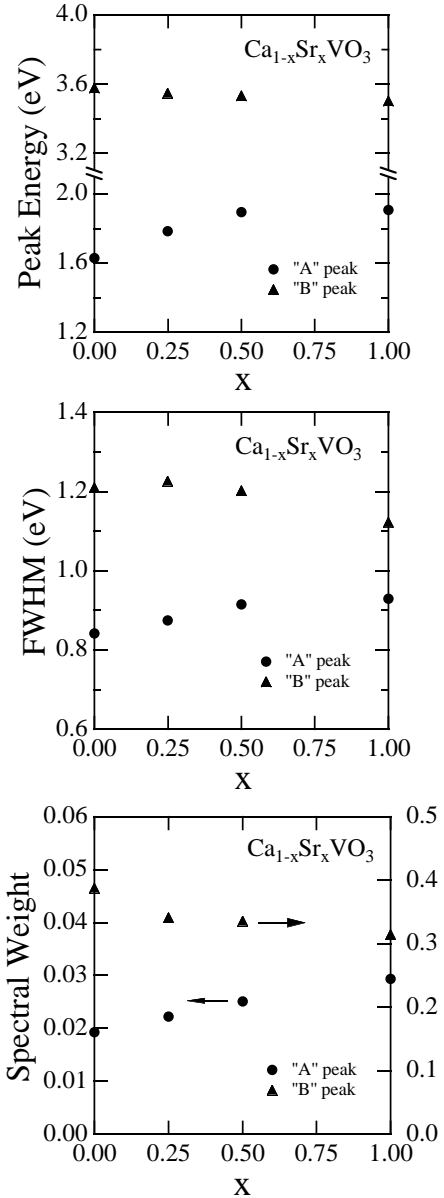 Ca1-xSrxVO3
Peak Energy (eV)
4.0
3.6
3.2
2.0
1.6
1.2
"A" peak
"B" peak
0.00 0.25 0.50 0.75 1.00
X
Ca1-xSrxVO3
FWHM (eV)
1.4
1.2
1.0
0.8
0.6
"A" peak
"B" peak
0.00 0.25 0.50 0.75 1.00
X
Ca1-xSrxVO3
Spectral Weight
0.06 0.5
0.05
0.4
0.04
0.3
0.03
0.2
0.02
0.01 0.1
"A" peak
"B" peak
0.00 0.0
0.00 0.25 0.50 0.75 1.00
X